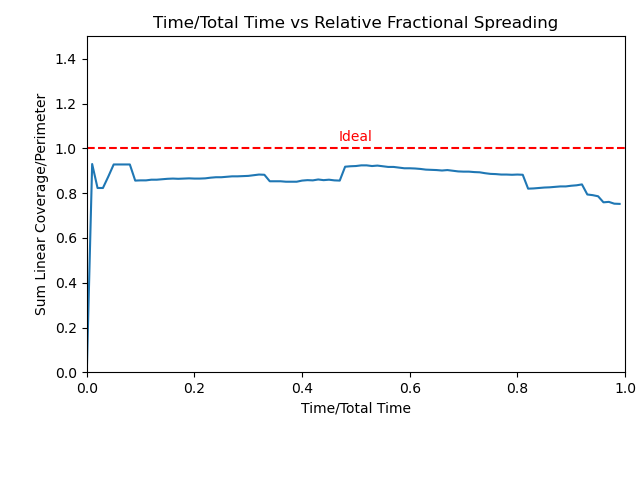 Time/Total Time vs Relative Fractional Spreading
Sum Linear Coverage/Perimeter
1.4
1.2
1.0
0.8
0.6
0.4
0.2
0.0
Ideal
0.0 0.2 0.4 0.6 0.8 1.0
Time/Total Time